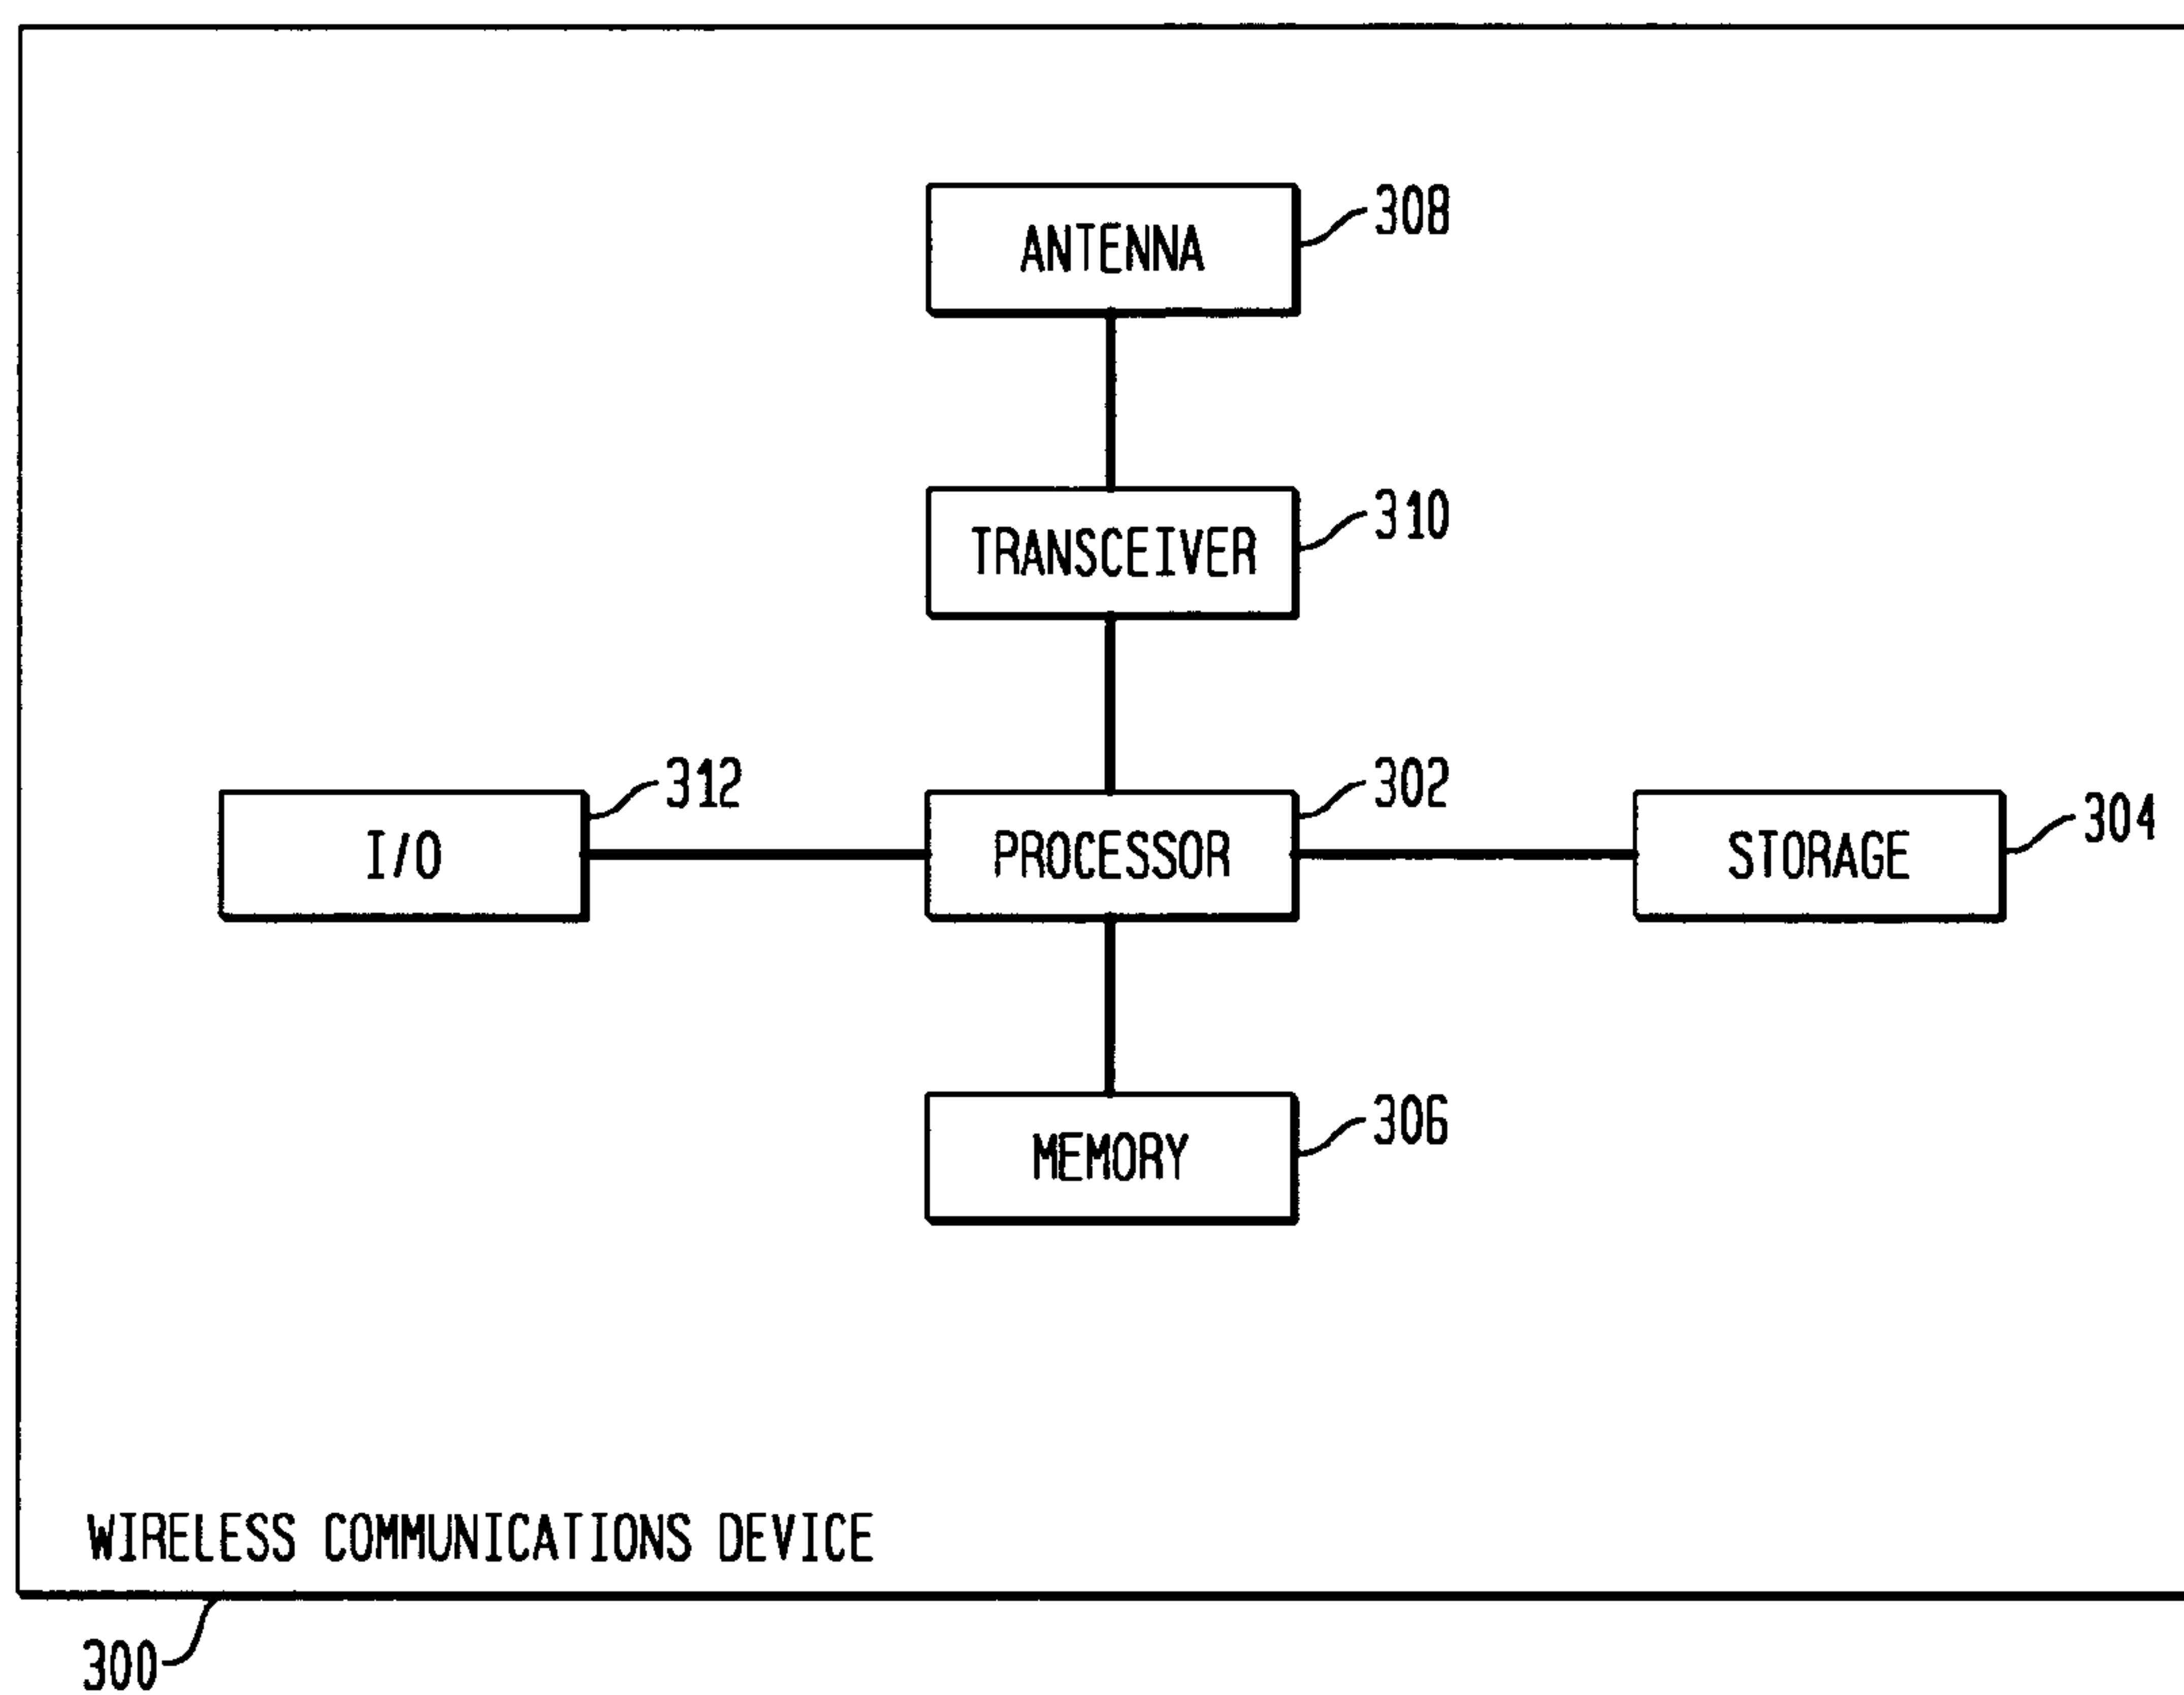 308
ANTENNA
310
TRANSCEIVER
312
302
304
I/O
PROCESSOR
STORAGE
306
MEMORY
WIRELESS COMMUNICATIONS DEVICE
300